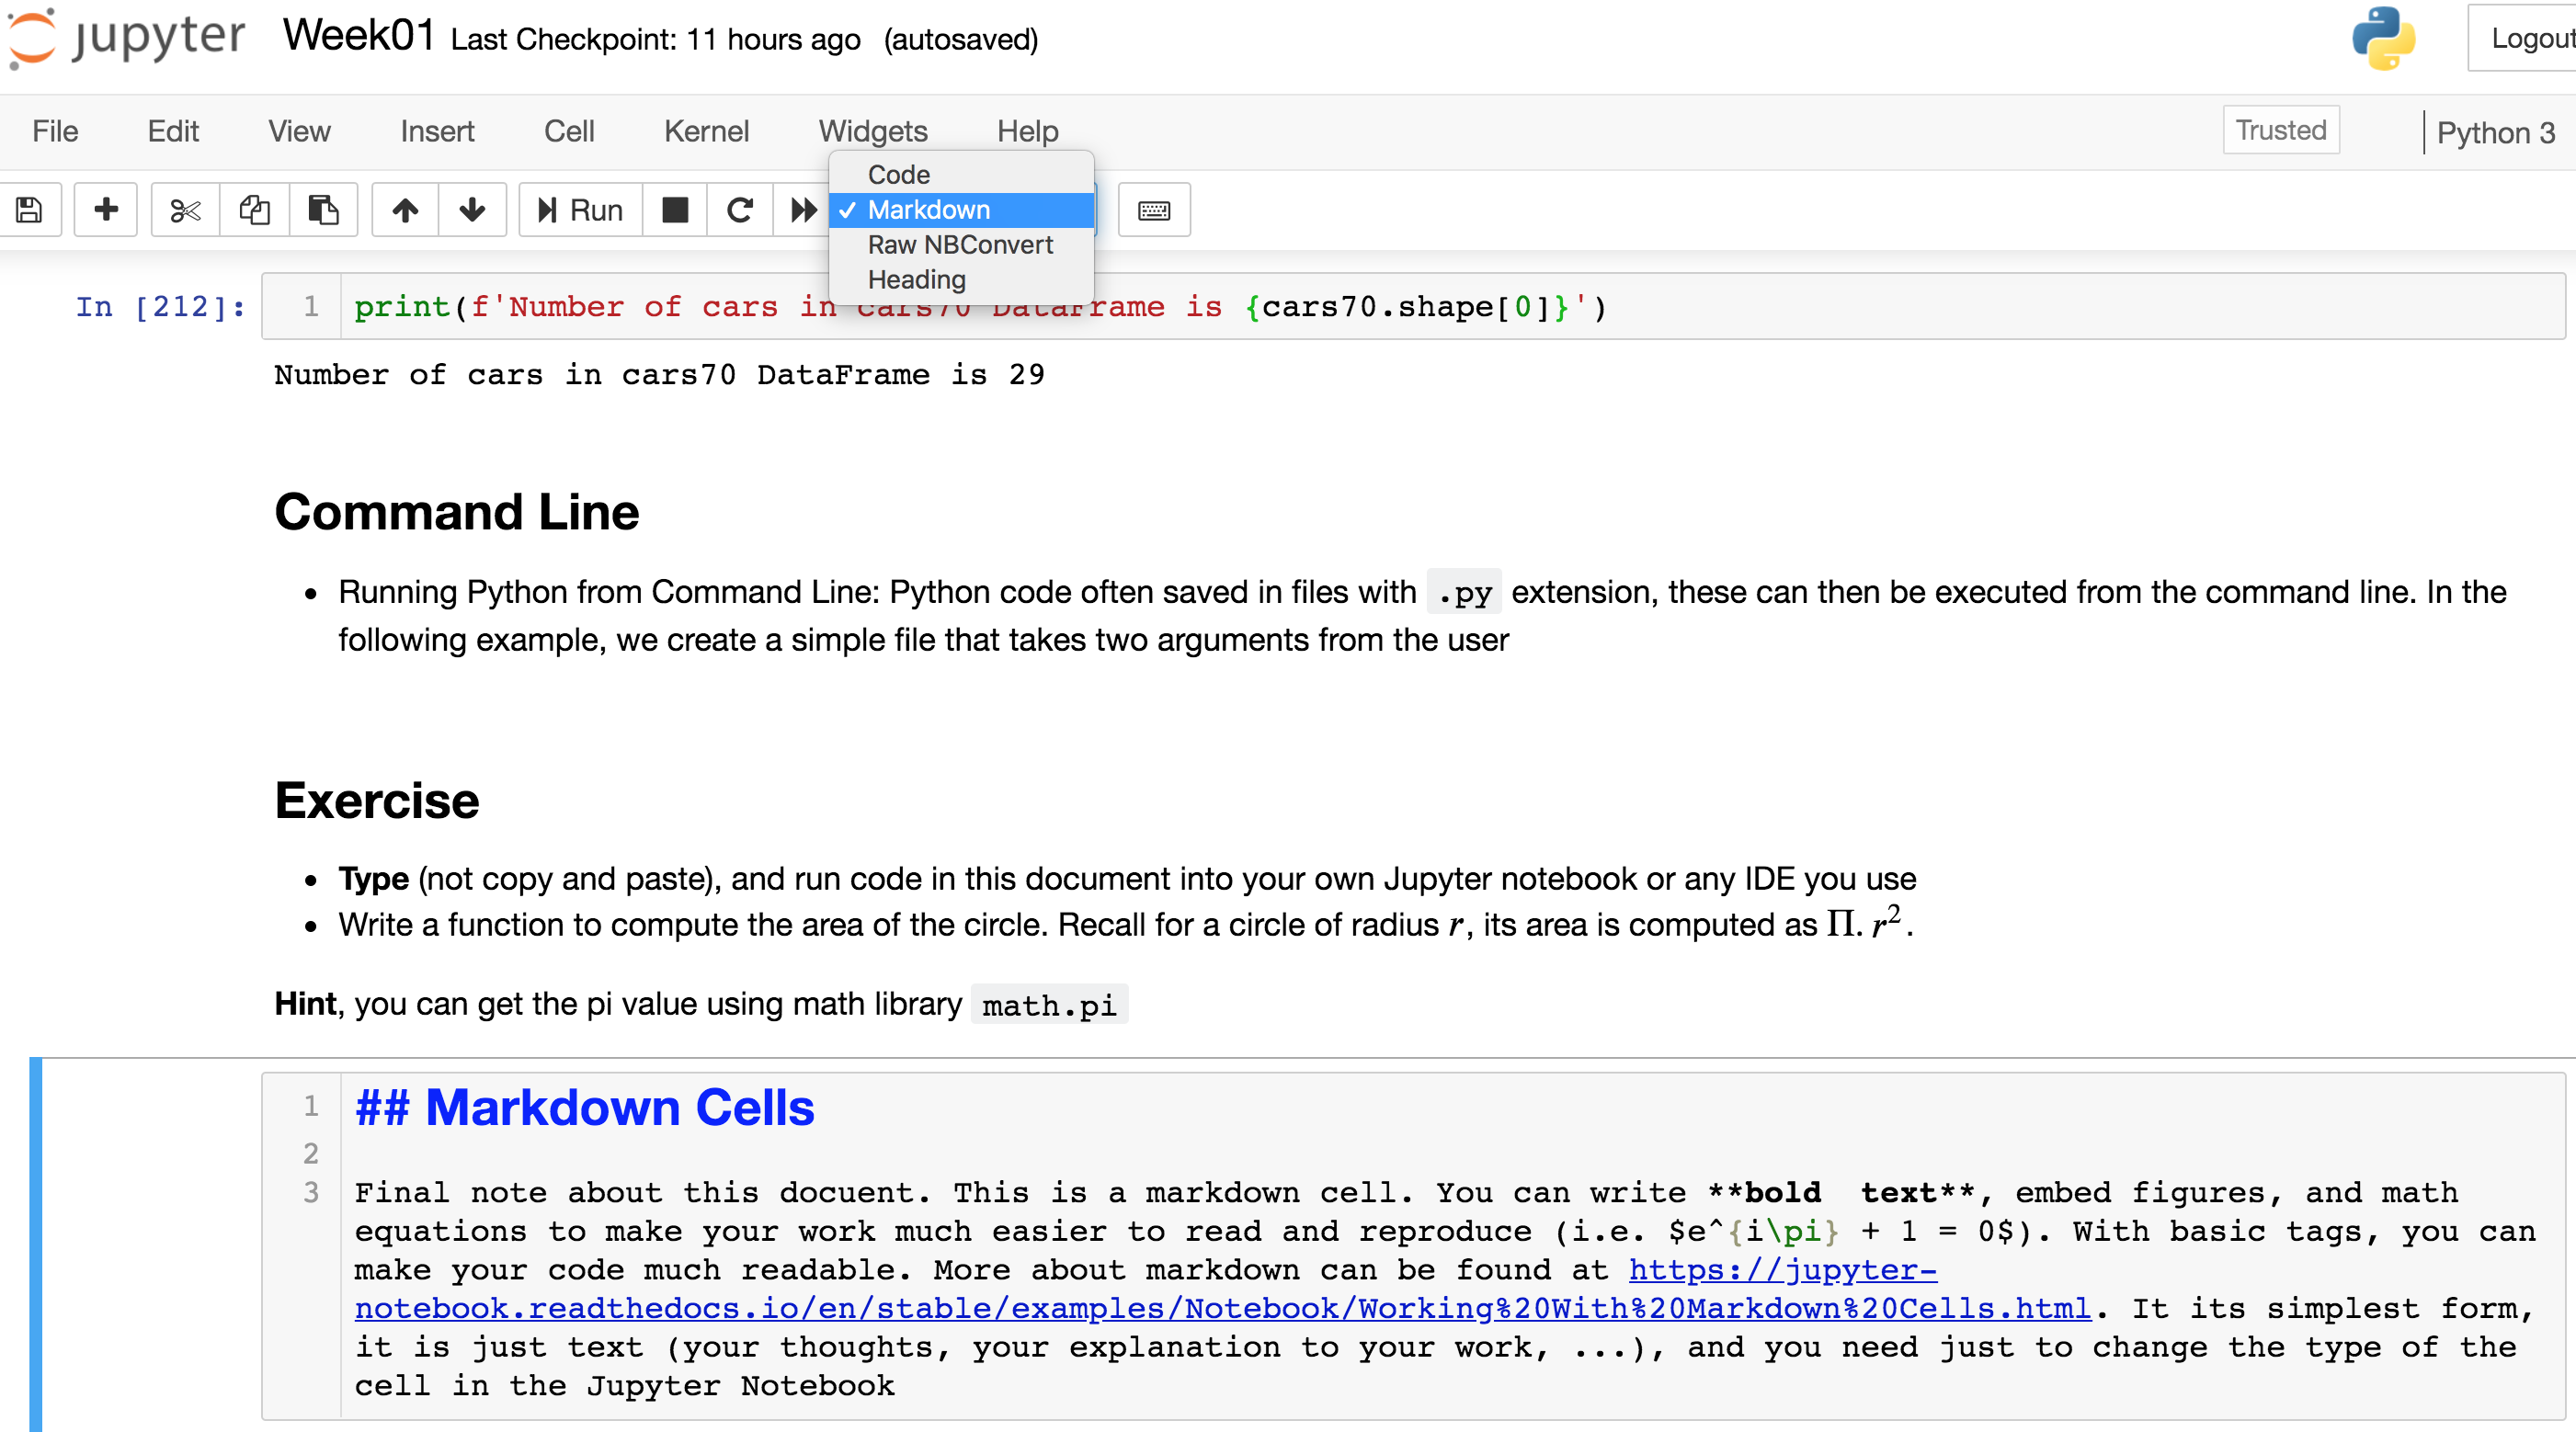 jupyter Week01 Last Checkpoint: 11 hours ago (autosaved) Logout
File Edit View Insert Cell Kernel Widgets Help Trusted Python 3
Code
Run Markdown
Raw NBConvert
Heading
In [212]: 1 print(f'Number of cars in cars70 DataFrame is {cars70.shape[0]}')
Number of cars in cars70 DataFrame is 29
Command Line
• Running Python from Command Line: Python code often saved in files with .py extension, these can then be executed from the command line. In the
following example, we create a simple file that takes two arguments from the user
Exercise
• Type (not copy and paste), and run code in this document into your own Jupyter notebook or any IDE you use
• Write a function to compute the area of the circle. Recall for a circle of radius r, its area is computed as Π. r².
Hint, you can get the pi value using math library math.pi
1 ## Markdown Cells
2
3 Final note about this docuent. This is a markdown cell. You can write **bold  text**, embed figures, and math
equations to make your work much easier to read and reproduce (i.e. $e^{i\pi} + 1 = 0$). With basic tags, you can
make your code much readable. More about markdown can be found at https://jupyter-
notebook.readthedocs.io/en/stable/examples/Notebook/Working%20With%20Markdown%20Cells.html. It its simplest form,
it is just text (your thoughts, your explanation to your work, ...), and you need just to change the type of the
cell in the Jupyter Notebook